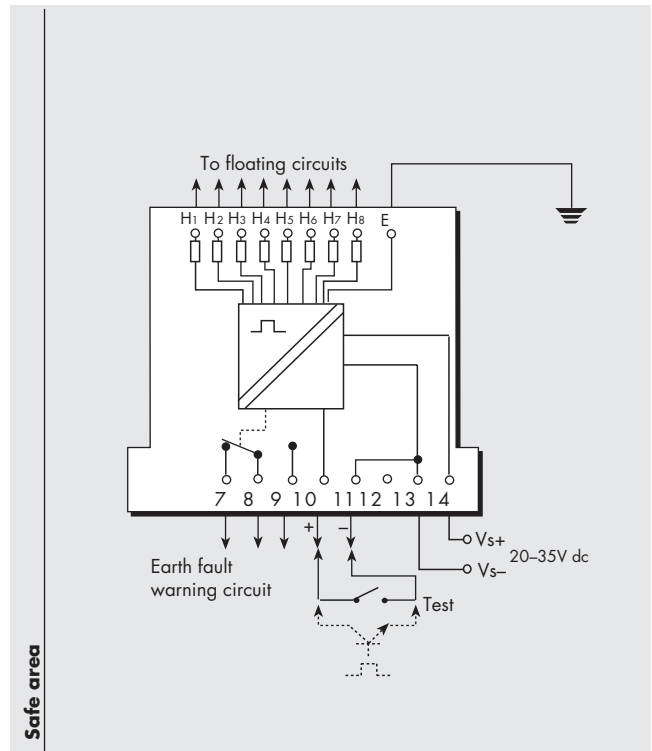 To floating circuits
H1 H2 H3 H4 H5 H6 H7 H8 E
7 8 9 10 11 12 13 14
+ –
Vs+
20–35V dc
Vs–
Earth fault
warning circuit
Test
Safe area